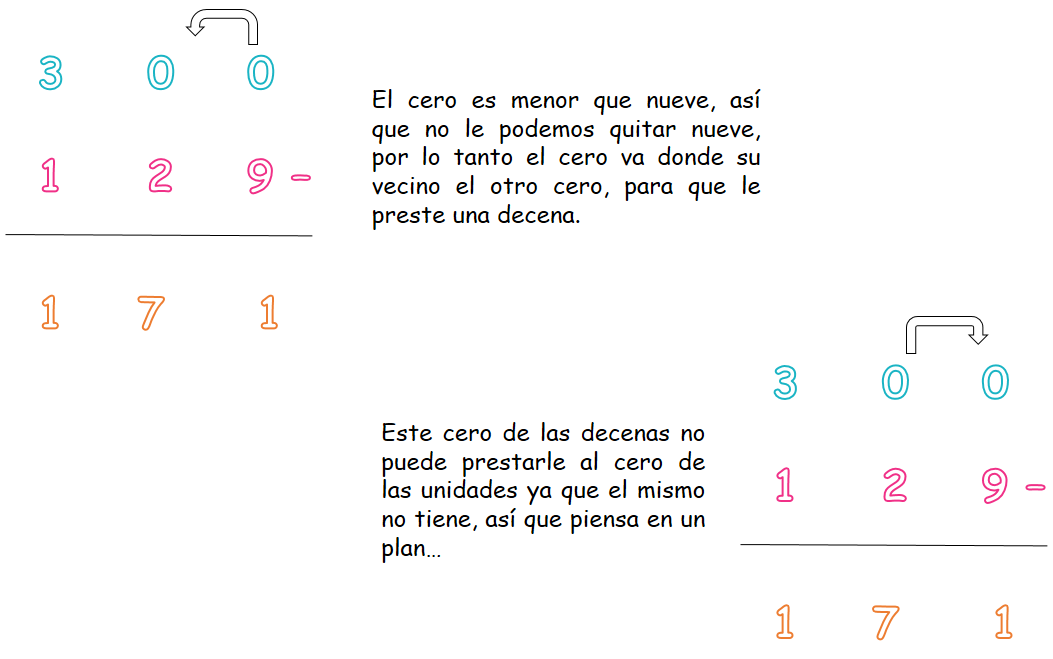 3 0 0
1 2 9 -
1 7 1
El cero es menor que nueve, así
que no le podemos quitar nueve,
por lo tanto el cero va donde su
vecino el otro cero, para que le
preste una decena.
Este cero de las decenas no
puede prestarle al cero de
las unidades ya que el mismo
no tiene, así que piensa en un
plan…
3 0 0
1 2 9 -
1 7 1